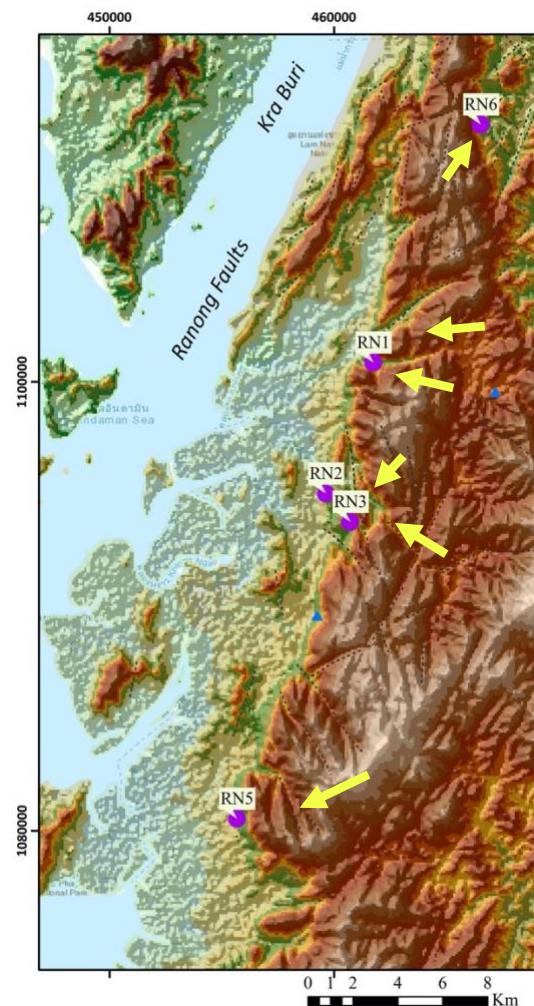 450000
460000
Kra Buri
RN6
Ranong Faults
RN1
1100000
Andaman Sea
RN2
RN3
RN5
1080000
0 1 2 4 6 8
Km